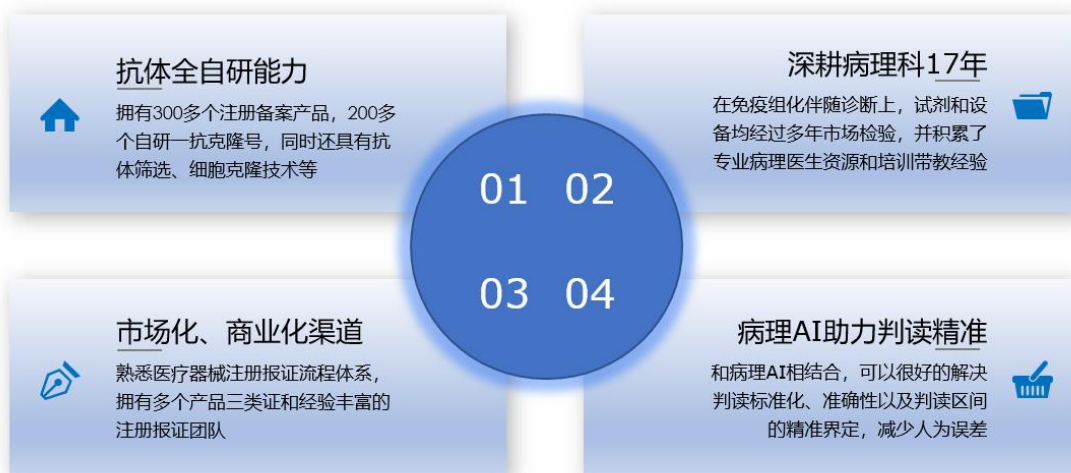 抗体全自研能力
拥有300多个注册备案产品，200多
个自研一抗克隆号，同时还具有抗
体筛选、细胞克隆技术等
深耕病理科17年
在免疫组化伴随诊断上，试剂和设
备均经过多年市场检验，并积累了
专业病理医生资源和培训带教经验
01 02
03 04
市场化、商业化渠道
熟悉医疗器械注册报证流程体系，
拥有多个产品三类证和经验丰富的
注册报证团队
病理AI助力判读精准
和病理AI相结合，可以很好的解决
判读标准化、准确性以及判读区间
的精准界定，减少人为误差